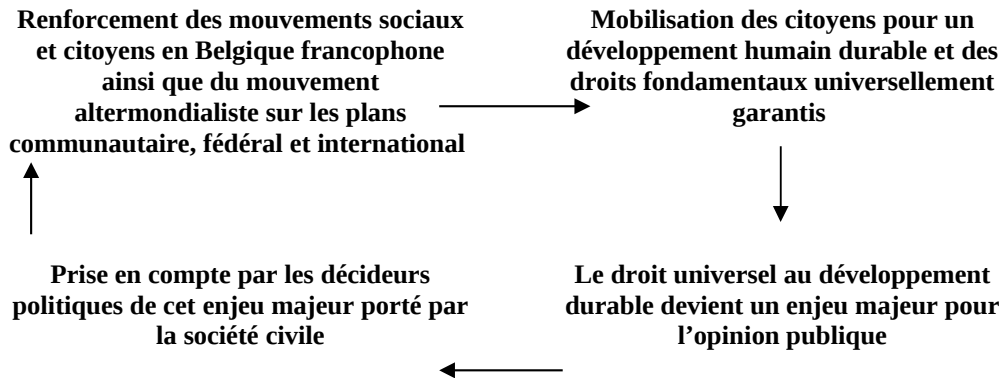 Renforcement des mouvements sociaux
et citoyens en Belgique francophone
ainsi que du mouvement
altermondialiste sur les plans
communautaire, fédéral et international
Mobilisation des citoyens pour un
développement humain durable et des
droits fondamentaux universellement
garantis
Le droit universel au développement
durable devient un enjeu majeur pour
l’opinion publique
Prise en compte par les décideurs
politiques de cet enjeu majeur porté par
la société civile